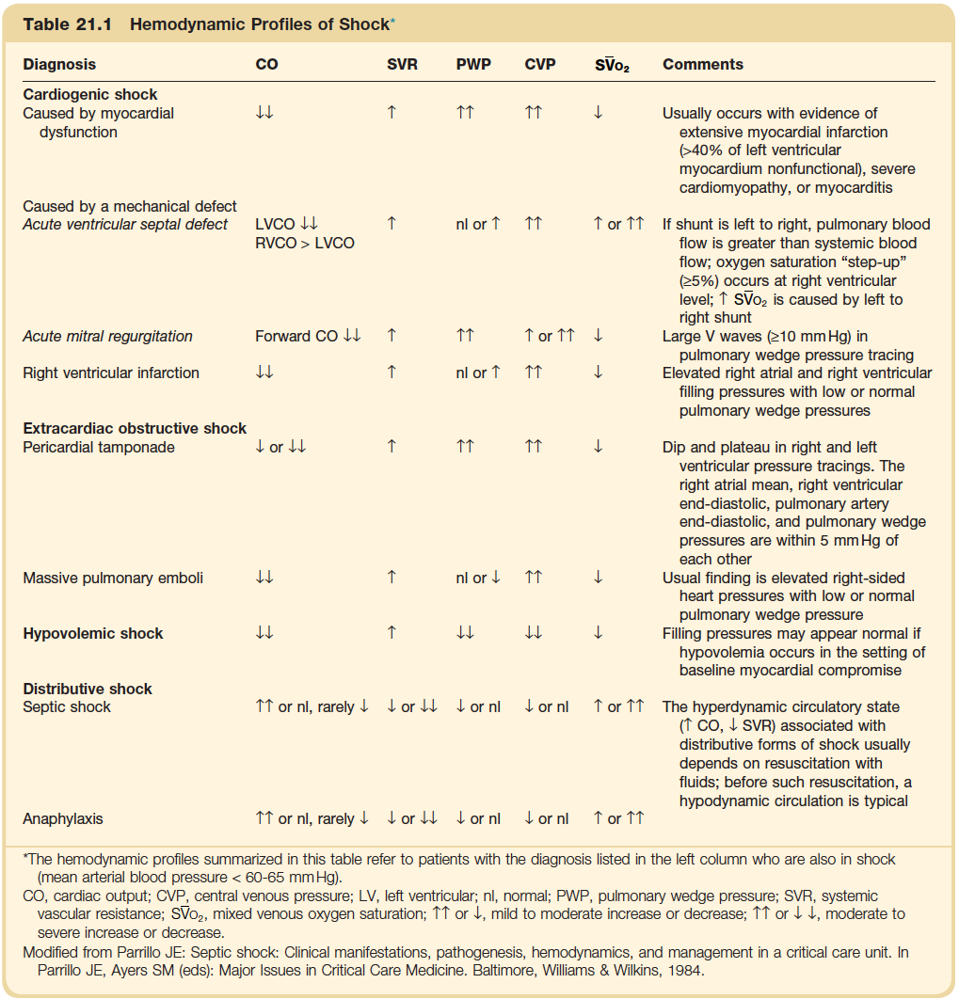 Table 21.1 Hemodynamic Profiles of Shock*
Diagnosis CO SVR PWP CVP SV̄O₂ Comments
Cardiogenic shock
Caused by myocardial ↓↓ ↑ ↑↑ ↑↑ ↓ Usually occurs with evidence of
dysfunction extensive myocardial infarction
(>40% of left ventricular
myocardium nonfunctional), severe
cardiomyopathy, or myocarditis
Caused by a mechanical defect
Acute ventricular septal defect LVCO ↓↓ ↑ nl or ↑ ↑↑ ↑ or ↑↑ If shunt is left to right, pulmonary blood
RVCO > LVCO flow is greater than systemic blood
flow; oxygen saturation “step-up”
(≥5%) occurs at right ventricular
level; ↑ SV̄O₂ is caused by left to
right shunt
Acute mitral regurgitation Forward CO ↓↓ ↑ ↑↑ ↑ or ↑↑ ↓ Large V waves (≥10 mm Hg) in
pulmonary wedge pressure tracing
Right ventricular infarction ↓↓ ↑ nl or ↑ ↑↑ ↓ Elevated right atrial and right ventricular
filling pressures with low or normal
pulmonary wedge pressures
Extracardiac obstructive shock
Pericardial tamponade ↓ or ↓↓ ↑ ↑↑ ↑↑ ↓ Dip and plateau in right and left
ventricular pressure tracings. The
right atrial mean, right ventricular
end-diastolic, pulmonary artery
end-diastolic, and pulmonary wedge
pressures are within 5 mm Hg of
each other
Massive pulmonary emboli ↓↓ ↑ nl or ↓ ↑↑ ↓ Usual finding is elevated right-sided
heart pressures with low or normal
pulmonary wedge pressure
Hypovolemic shock ↓↓ ↑ ↓↓ ↓↓ ↓ Filling pressures may appear normal if
hypovolemia occurs in the setting of
baseline myocardial compromise
Distributive shock
Septic shock ↑↑ or nl, rarely ↓ ↓ or ↓↓ ↓ or nl ↓ or nl ↑ or ↑↑ The hyperdynamic circulatory state
(↑ CO, ↓ SVR) associated with
distributive forms of shock usually
depends on resuscitation with
fluids; before such resuscitation, a
hypodynamic circulation is typical
Anaphylaxis ↑↑ or nl, rarely ↓ ↓ or ↓↓ ↓ or nl ↓ or nl ↑ or ↑↑
*The hemodynamic profiles summarized in this table refer to patients with the diagnosis listed in the left column who are also in shock
(mean arterial blood pressure < 60-65 mm Hg).
CO, cardiac output; CVP, central venous pressure; LV, left ventricular; nl, normal; PWP, pulmonary wedge pressure; SVR, systemic
vascular resistance; SV̄O₂, mixed venous oxygen saturation; ↑↑ or ↓, mild to moderate increase or decrease; ↑↑ or ↓ ↓, moderate to
severe increase or decrease.
Modified from Parrillo JE: Septic shock: Clinical manifestations, pathogenesis, hemodynamics, and management in a critical care unit. In
Parrillo JE, Ayers SM (eds): Major Issues in Critical Care Medicine. Baltimore, Williams & Wilkins, 1984.